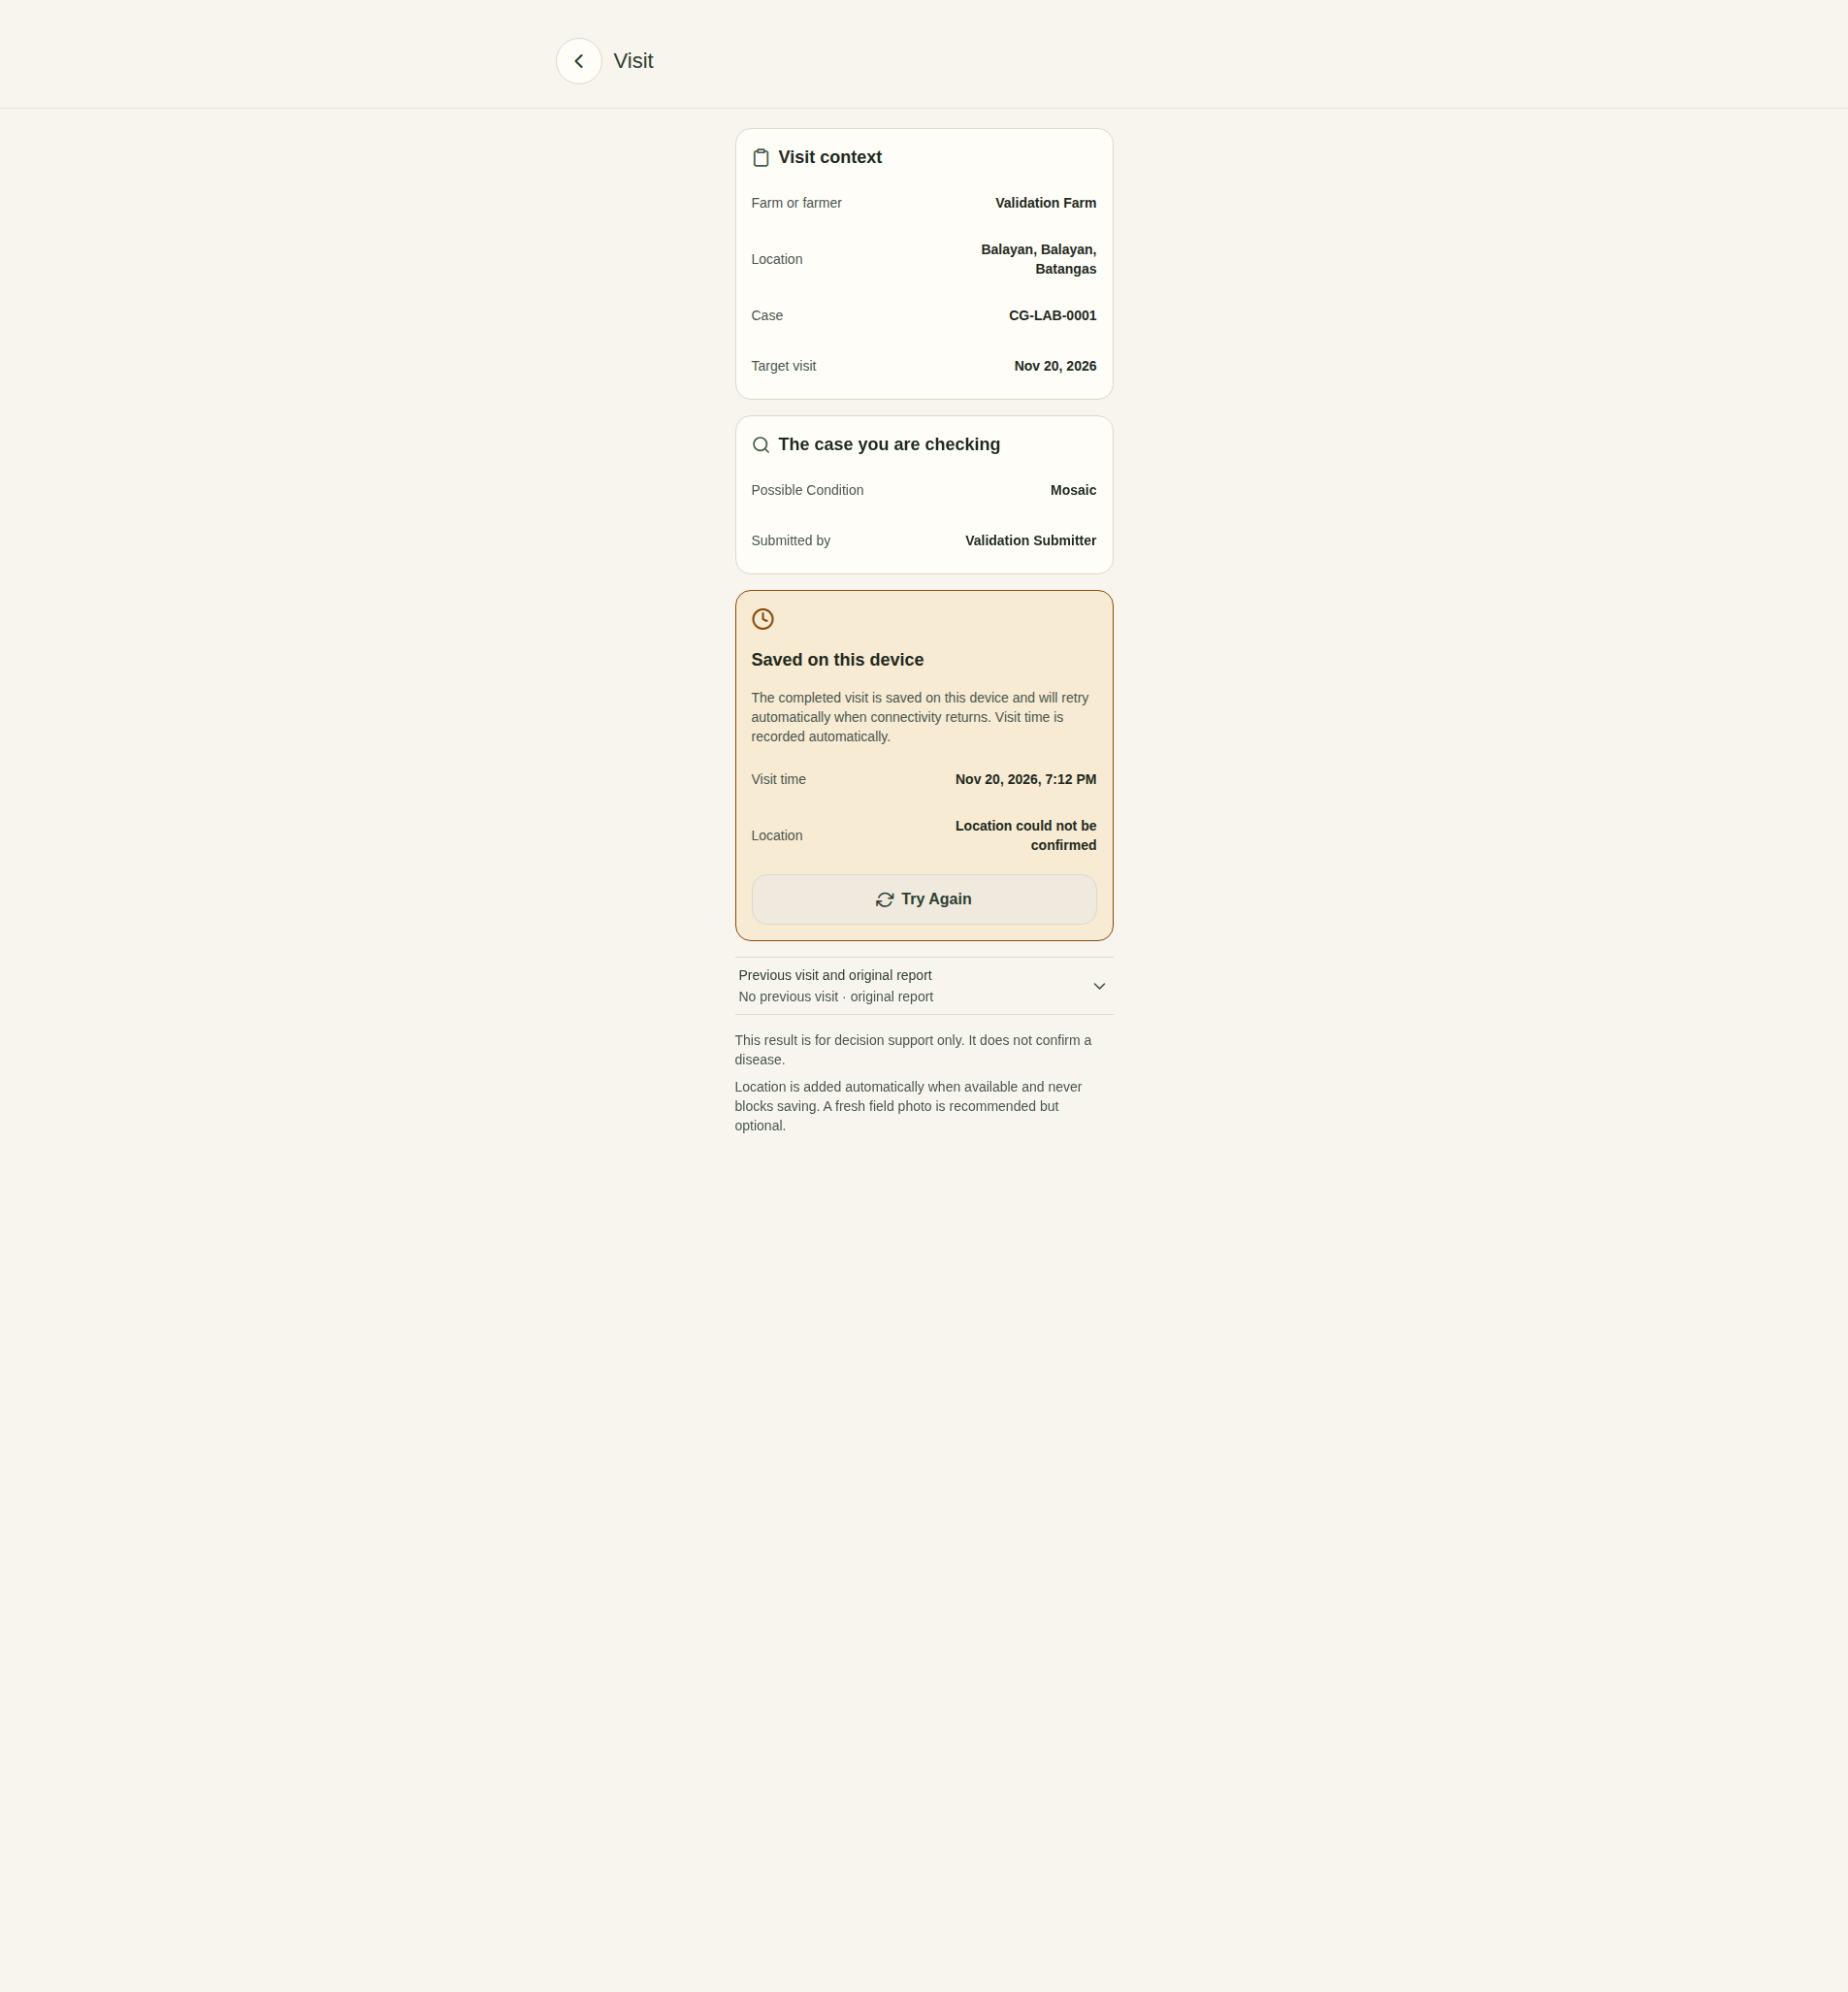 Visit
Visit context
Farm or farmer
Validation Farm
Location
Balayan, Balayan,
Batangas
Case
CG-LAB-0001
Target visit
Nov 20, 2026
The case you are checking
Possible Condition
Mosaic
Submitted by
Validation Submitter
Saved on this device
The completed visit is saved on this device and will retry
automatically when connectivity returns. Visit time is
recorded automatically.
Visit time
Nov 20, 2026, 7:12 PM
Location
Location could not be
confirmed
Try Again
Previous visit and original report
No previous visit · original report
This result is for decision support only. It does not confirm a
disease.
Location is added automatically when available and never
blocks saving. A fresh field photo is recommended but
optional.